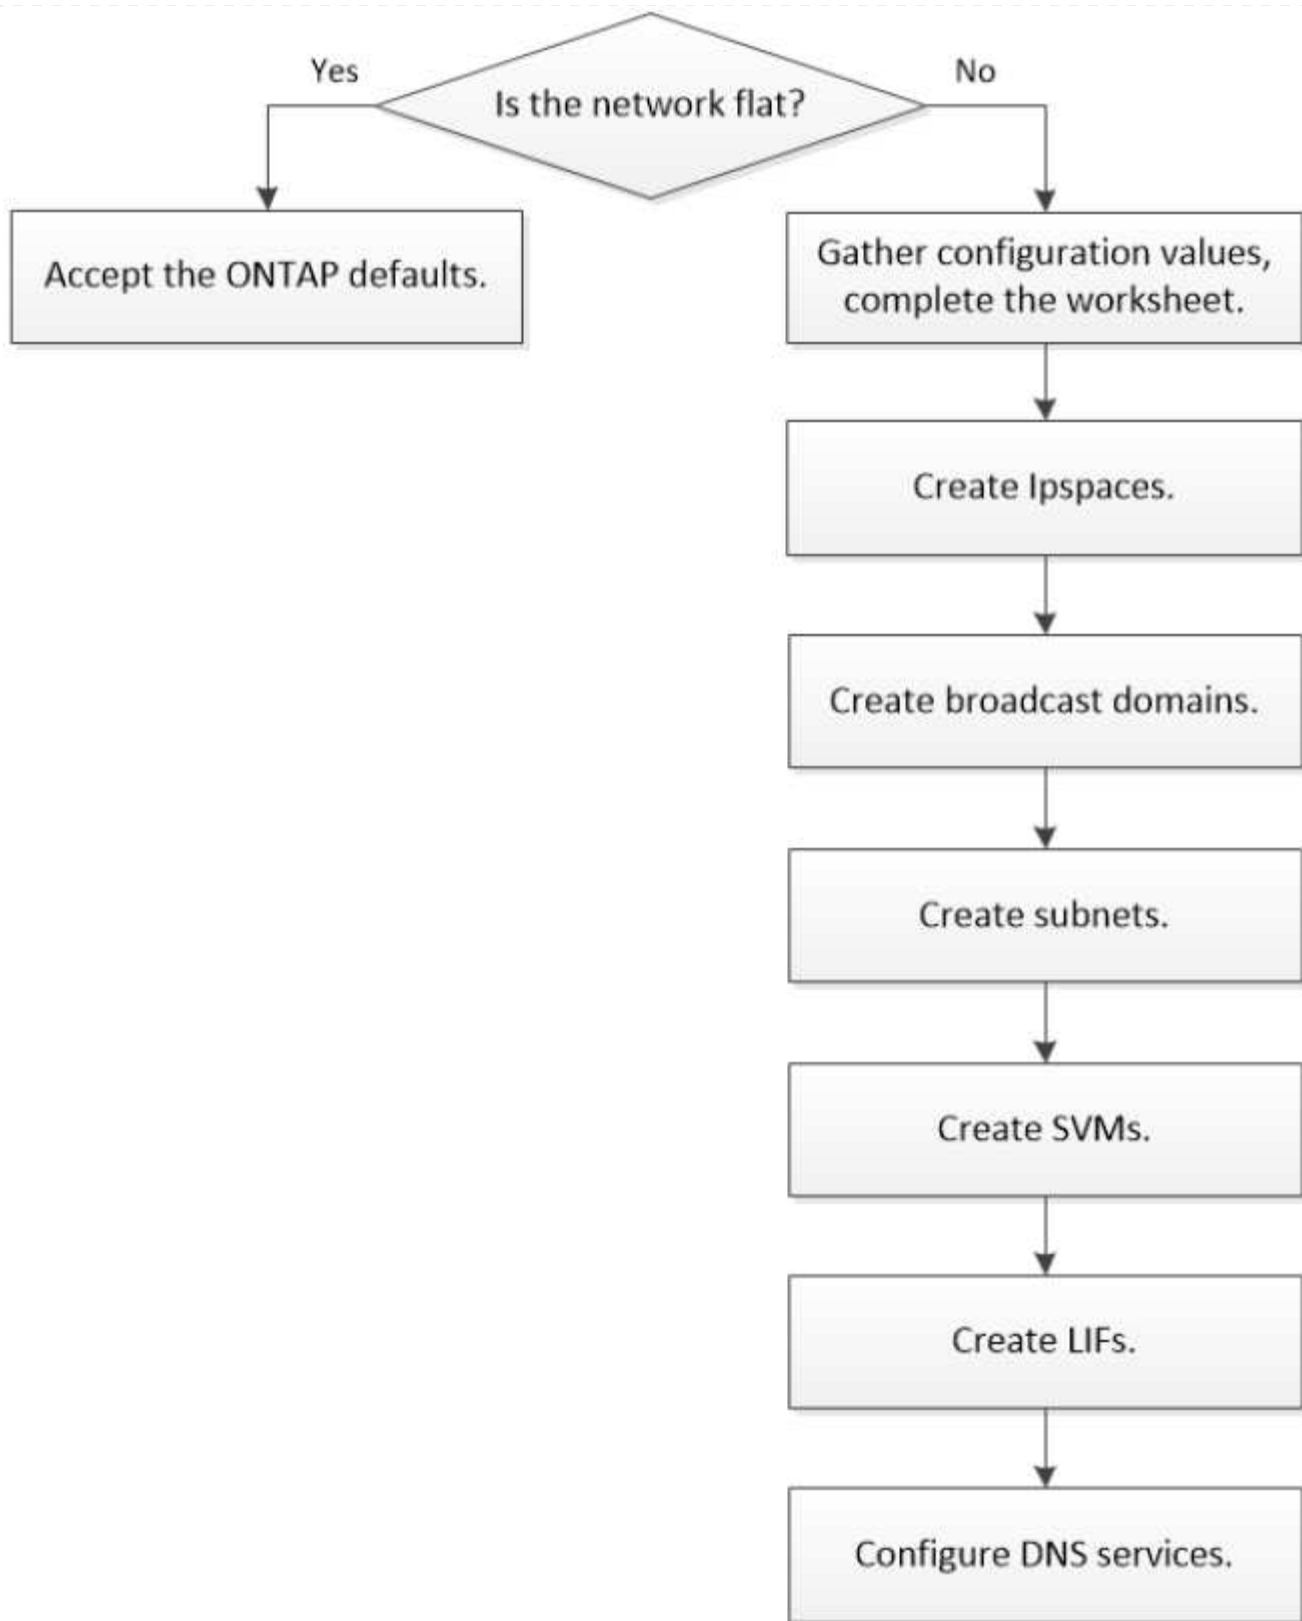 Yes
Is the network flat?
No
Accept the ONTAP defaults.
Gather configuration values,
complete the worksheet.
Create Ipspaces.
Create broadcast domains.
Create subnets.
Create SVMs.
Create LIFs.
Configure DNS services.